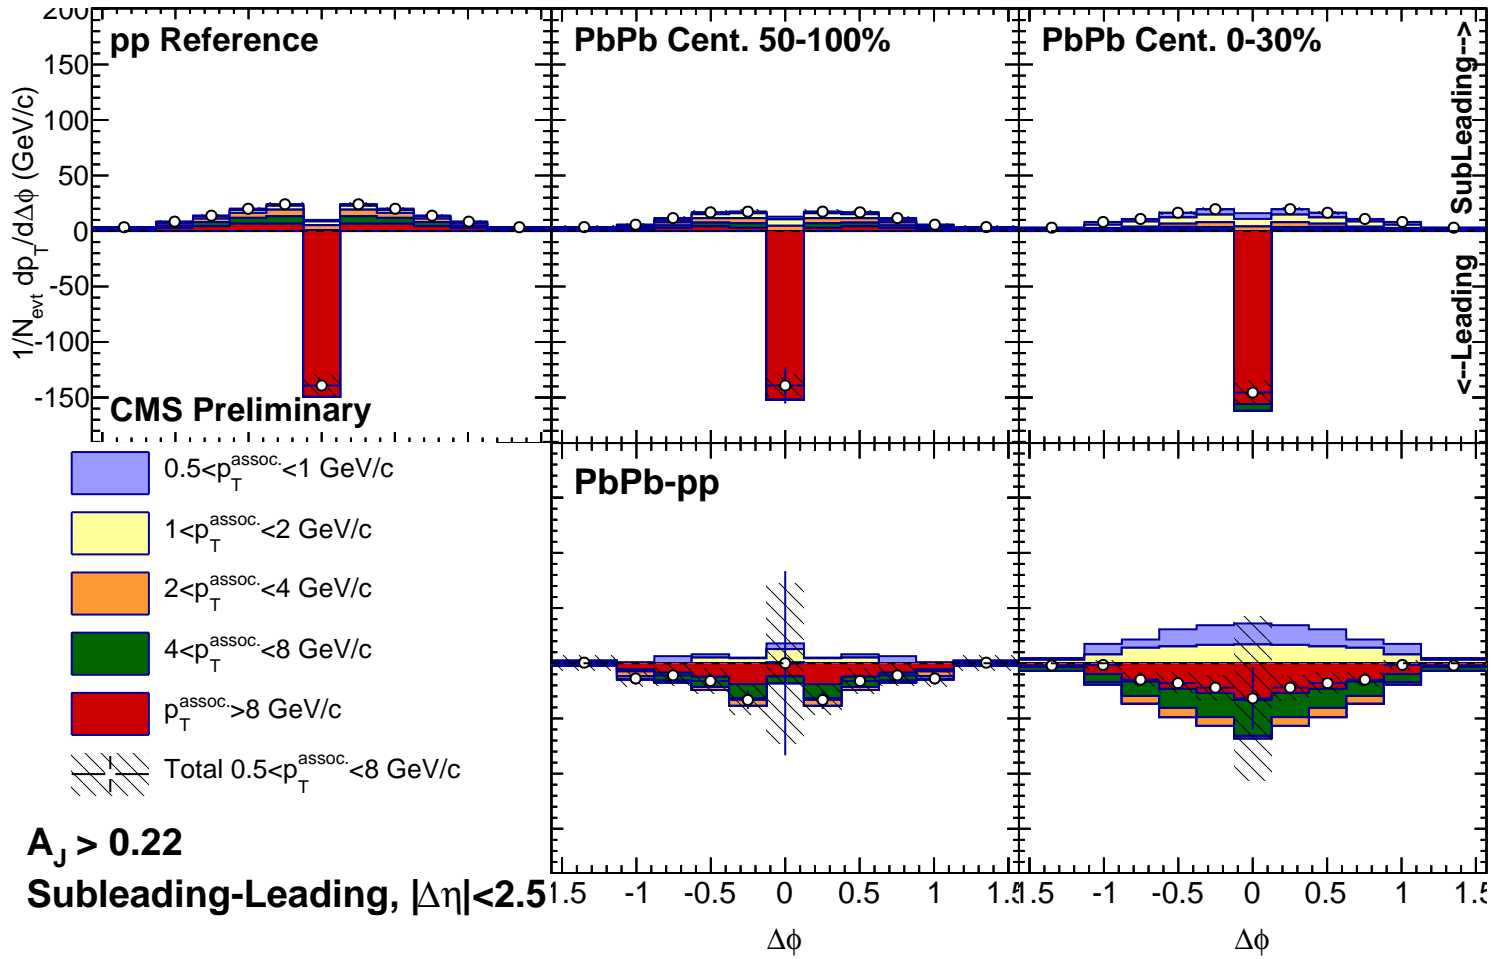 pp Reference
PbPb Cent. 50-100%
PbPb Cent. 0-30%
200
150
100
50
0
-50
-100
-150
1/N_evt dp_T/dΔφ (GeV/c)
SubLeading-->
<--Leading
CMS Preliminary
PbPb-pp
0.5<p_T^assoc.<1 GeV/c
1<p_T^assoc.<2 GeV/c
2<p_T^assoc.<4 GeV/c
4<p_T^assoc.<8 GeV/c
p_T^assoc.>8 GeV/c
Total 0.5<p_T^assoc.<8 GeV/c
A_J > 0.22
Subleading-Leading, |Δη|<2.5
1.5 -1 -0.5 0 0.5 1 1.5
-1 -0.5 0 0.5 1 1.5
Δφ
Δφ